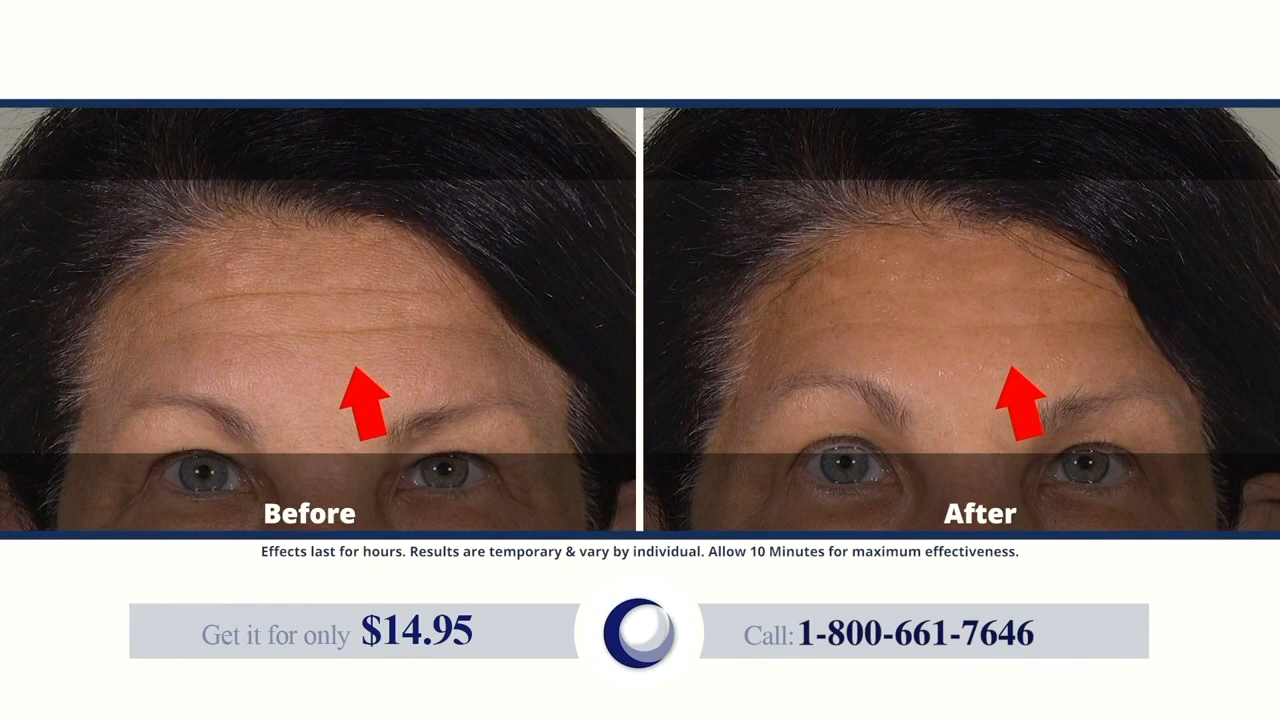 Before
After
Effects last for hours. Results are temporary & vary by individual. Allow 10 Minutes for maximum effectiveness.
Get it for only $14.95
Call: 1-800-661-7646